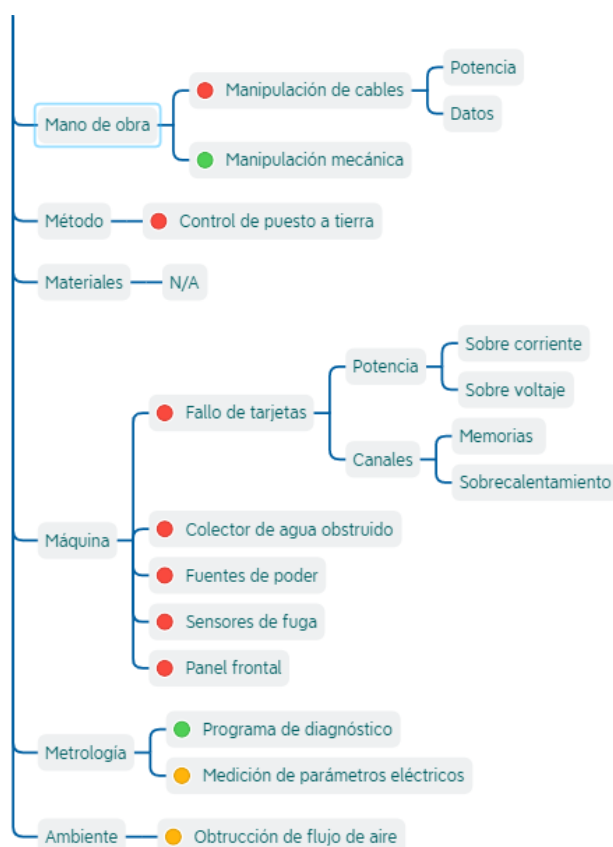 Mano de obra
Manipulación de cables
Potencia
Datos
Manipulación mecánica
Método
Control de puesto a tierra
Materiales
N/A
Máquina
Fallo de tarjetas
Potencia
Sobre corriente
Sobre voltaje
Canales
Memorias
Sobrecalentamiento
Colector de agua obstruido
Fuentes de poder
Sensores de fuga
Panel frontal
Metrología
Programa de diagnóstico
Medición de parámetros eléctricos
Ambiente
Obtrucción de flujo de aire